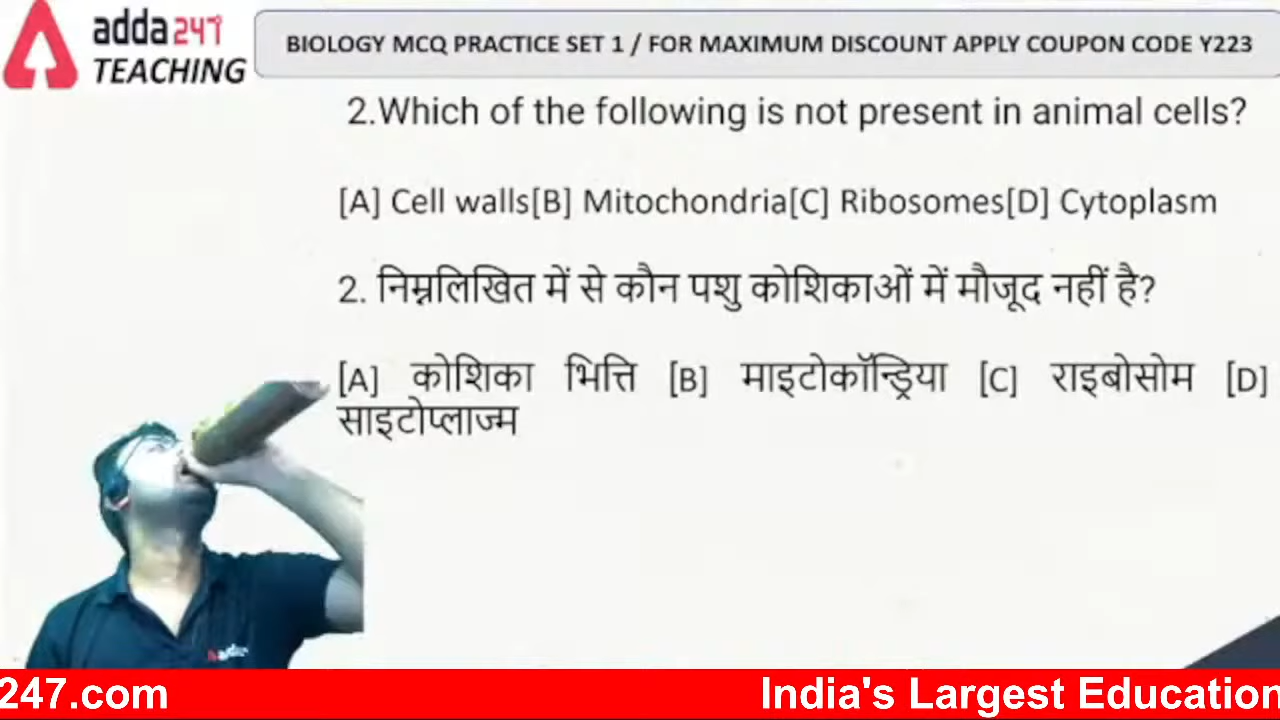 adda247
TEACHING
BIOLOGY MCQ PRACTICE SET 1 / FOR MAXIMUM DISCOUNT APPLY COUPON CODE Y223
2.Which of the following is not present in animal cells?
[A] Cell walls[B] Mitochondria[C] Ribosomes[D] Cytoplasm
2. निम्नलिखित में से कौन पशु कोशिकाओं में मौजूद नहीं है?
[A] कोशिका भित्ति [B] माइटोकॉन्ड्रिया [C] राइबोसोम [D]
साइटोप्लाज्म
247.com India's Largest Education